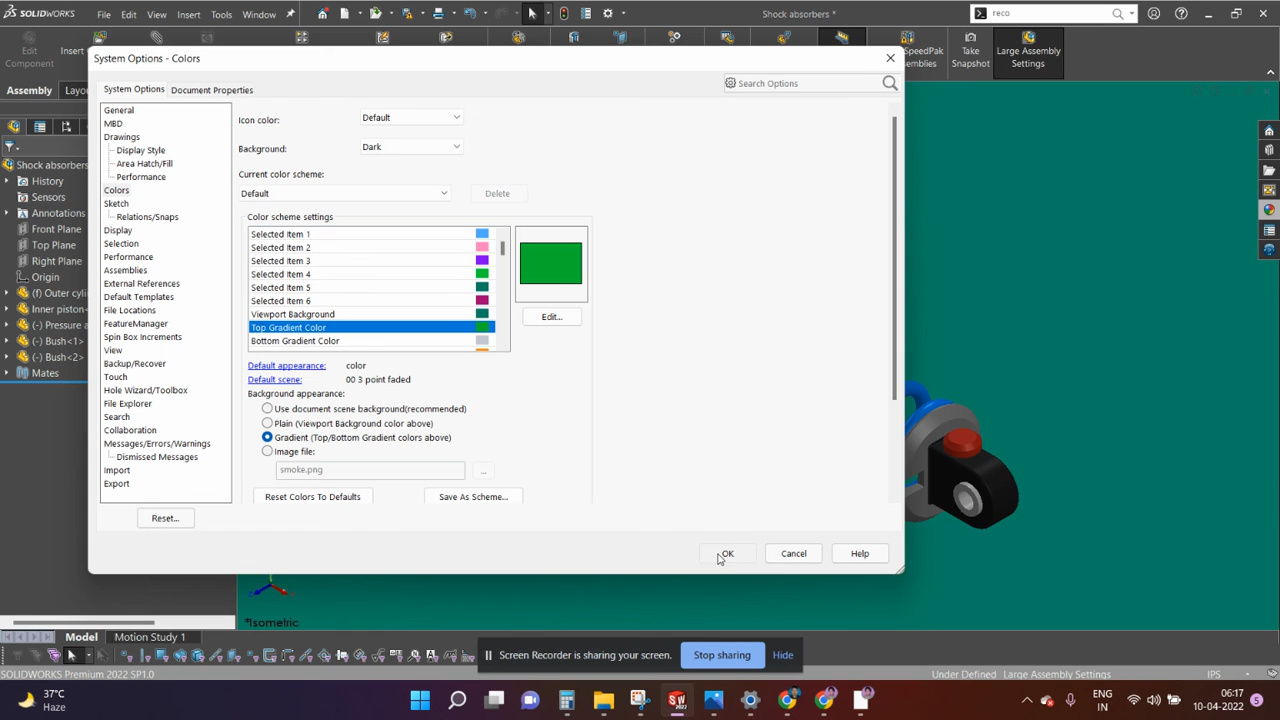 SOLIDWORKS
File
Edit
View
Insert
Tools
Window
Shock absorbers *
reco
Edit
Component
Insert
SpeedPak
Take
Snapshot
Large Assembly
Settings
Assembly
System Options - Colors
System Options
Document Properties
Search Options
General
MBD
Drawings
Display Style
Area Hatch/Fill
Performance
Colors
Sketch
Relations/Snaps
Display
Selection
Performance
Assemblies
External References
Default Templates
File Locations
FeatureManager
Spin Box Increments
View
Backup/Recover
Touch
Hole Wizard/Toolbox
File Explorer
Search
Collaboration
Messages/Errors/Warnings
Dismissed Messages
Import
Export
Reset...
Icon color:
Default
Background:
Dark
Current color scheme:
Default
Delete
Color scheme settings
Selected Item 1
Selected Item 2
Selected Item 3
Selected Item 4
Selected Item 5
Selected Item 6
Viewport Background
Top Gradient Color
Bottom Gradient Color
Edit...
Default appearance:
color
Default scene:
00 3 point faded
Background appearance:
Use document scene background(recommended)
Plain (Viewport Background color above)
Gradient (Top/Bottom Gradient colors above)
Image file:
smoke.png
...
Reset Colors To Defaults
Save As Scheme...
OK
Cancel
Help
Shock absorbers
History
Sensors
Annotations
Front Plane
Top Plane
Right Plane
Origin
(f) Outer cylin
Inner piston-
(-) Pressure a
(-) Bush<1>
(-) Bush<2>
Mates
*Isometric
Model
Motion Study 1
Screen Recorder is sharing your screen.
Stop sharing
Hide
SOLIDWORKS Premium 2022 SP1.0
Under Defined
Large Assembly Settings
IPS
37°C
Haze
ENG
IN
06:17
10-04-2022
5